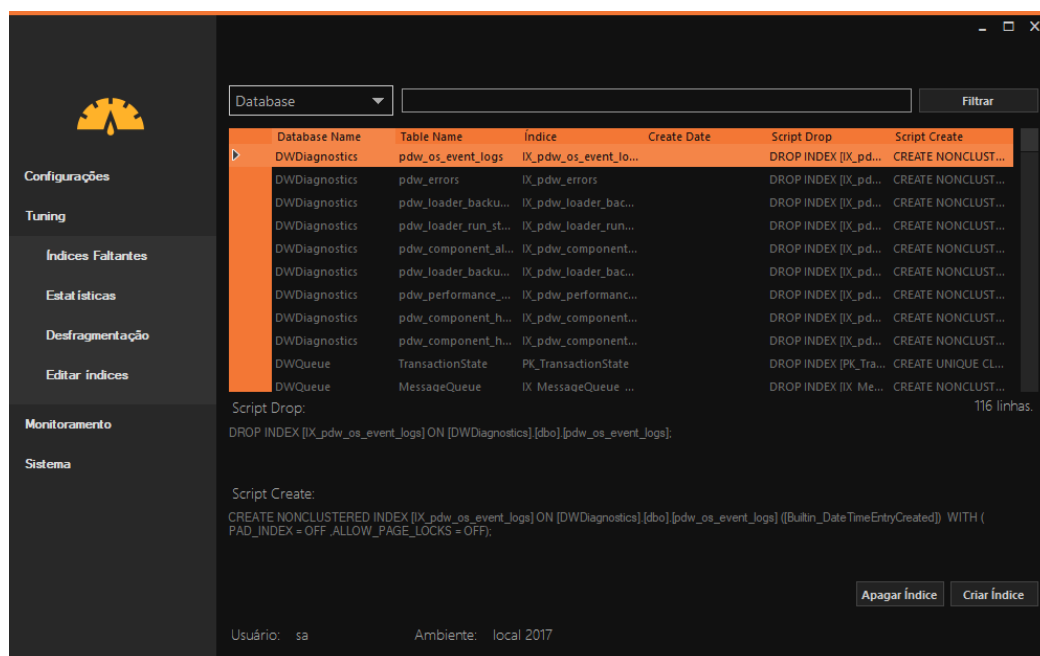 Database
Filtrar
Database Name Table Name Índice Create Date Script Drop Script Create
DWDiagnostics pdw_os_event_logs IX_pdw_os_event_lo... DROP INDEX [IX_pd... CREATE NONCLUST...
DWDiagnostics pdw_errors IX_pdw_errors DROP INDEX [IX_pd... CREATE NONCLUST...
DWDiagnostics pdw_loader_backu... IX_pdw_loader_bac... DROP INDEX [IX_pd... CREATE NONCLUST...
DWDiagnostics pdw_loader_run_st... IX_pdw_loader_run... DROP INDEX [IX_pd... CREATE NONCLUST...
DWDiagnostics pdw_component_al... IX_pdw_component... DROP INDEX [IX_pd... CREATE NONCLUST...
DWDiagnostics pdw_loader_backu... IX_pdw_loader_bac... DROP INDEX [IX_pd... CREATE NONCLUST...
DWDiagnostics pdw_performance_... IX_pdw_performanc... DROP INDEX [IX_pd... CREATE NONCLUST...
DWDiagnostics pdw_component_h... IX_pdw_component... DROP INDEX [IX_pd... CREATE NONCLUST...
DWDiagnostics pdw_component_h... IX_pdw_component... DROP INDEX [IX_pd... CREATE NONCLUST...
DWQueue TransactionState PK_TransactionState DROP INDEX [PK_Tra... CREATE UNIQUE CL...
DWQueue MessageQueue IX_MessageQueue_... DROP INDEX [IX_Me... CREATE NONCLUST...
Configurações
Tuning
Índices Faltantes
Estatísticas
Desfragmentação
Editar índices
Monitoramento
Sistema
Script Drop:
116 linhas.
DROP INDEX [IX_pdw_os_event_logs] ON [DWDiagnostics].[dbo].[pdw_os_event_logs];
Script Create:
CREATE NONCLUSTERED INDEX [IX_pdw_os_event_logs] ON [DWDiagnostics].[dbo].[pdw_os_event_logs] ([Builtin_DateTimeEntryCreated]) WITH (
PAD_INDEX = OFF ,ALLOW_PAGE_LOCKS = OFF);
Apagar Índice
Criar Índice
Usuário: sa
Ambiente: local 2017